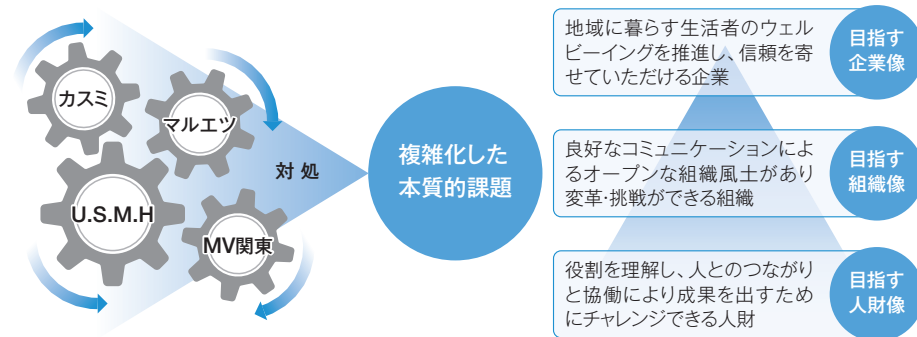 カスミ
マルエツ
U.S.M.H
MV関東
対処
複雑化した
本質的課題
地域に暮らす生活者のウェル
ビーイングを推進し、信頼を寄
せていただける企業
目指す
企業像
良好なコミュニケーションによ
るオープンな組織風土があり
変革・挑戦ができる組織
目指す
組織像
役割を理解し、人とのつながり
と協働により成果を出すため
にチャレンジできる人財
目指す
人財像